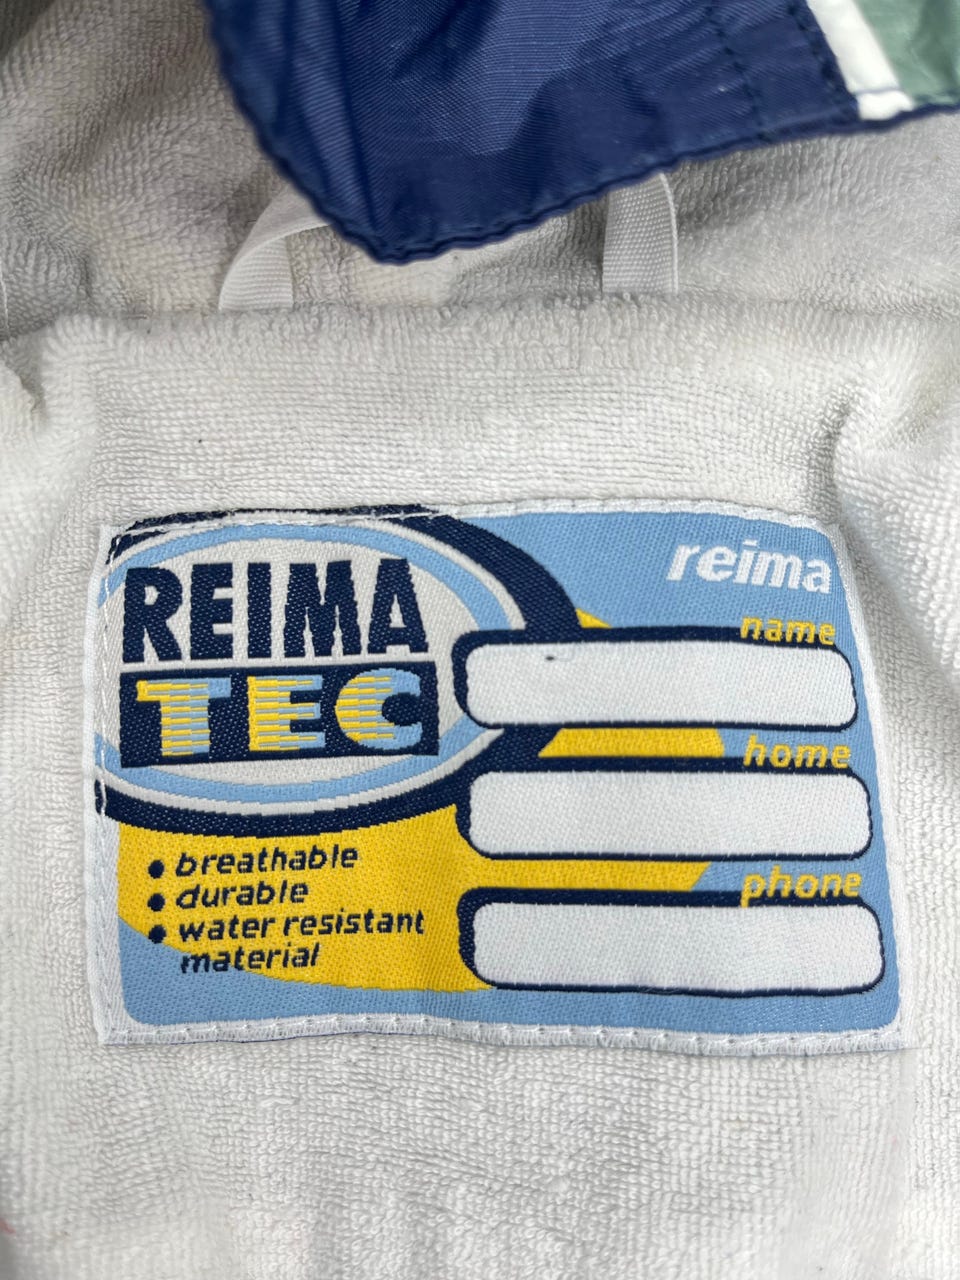 REIMA
TEC
reima
name
home
phone
• breathable
• durable
• water resistant
material